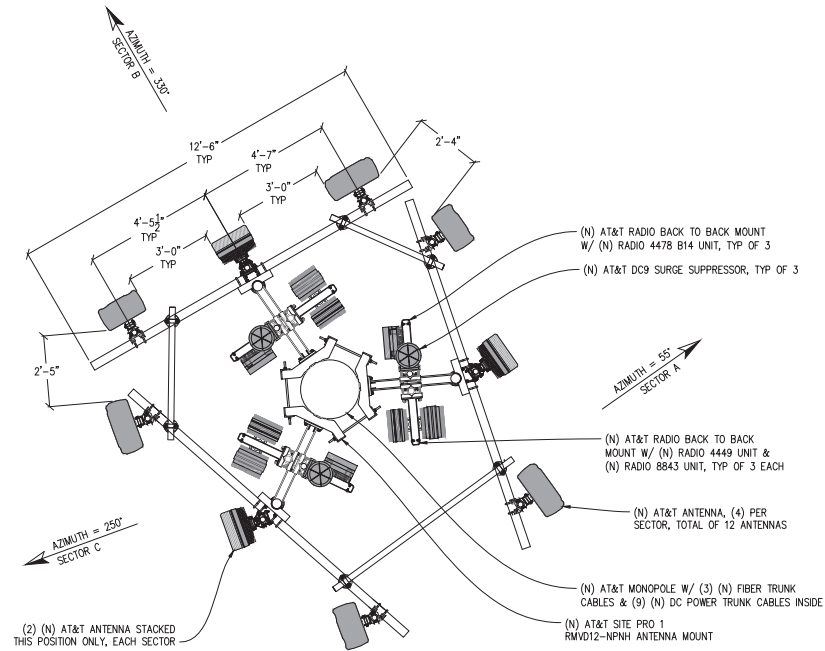 AZIMUTH = 330°
SECTOR B
12'-6"
TYP
4'-7"
TYP
2'-4"
3'-0"
TYP
4'-5 1/2"
TYP
3'-0"
TYP
2'-5"
(N) AT&T RADIO BACK TO BACK MOUNT
W/ (N) RADIO 4478 B14 UNIT, TYP OF 3
(N) AT&T DC9 SURGE SUPPRESSOR, TYP OF 3
AZIMUTH = 55°
SECTOR A
(N) AT&T RADIO BACK TO BACK
MOUNT W/ (N) RADIO 4449 UNIT &
(N) RADIO 8843 UNIT, TYP OF 3 EACH
(N) AT&T ANTENNA, (4) PER
SECTOR, TOTAL OF 12 ANTENNAS
AZIMUTH = 250°
SECTOR C
(N) AT&T MONOPOLE W/ (3) (N) FIBER TRUNK
CABLES & (9) (N) DC POWER TRUNK CABLES INSIDE
(2) (N) AT&T ANTENNA STACKED
THIS POSITION ONLY, EACH SECTOR
(N) AT&T SITE PRO 1
RMVD12-NPNH ANTENNA MOUNT